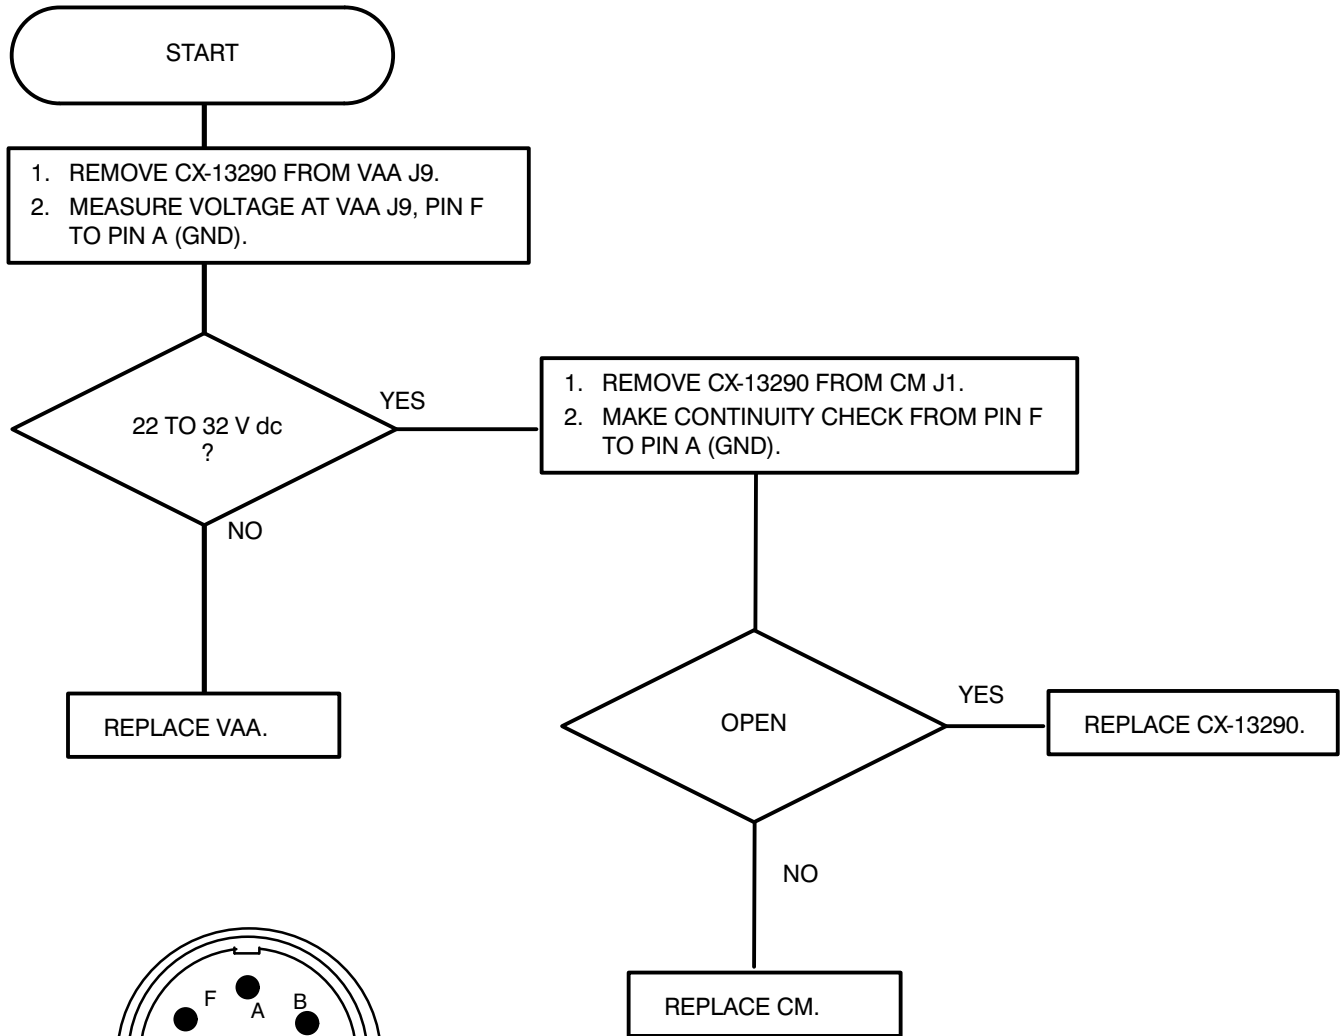 START
1. REMOVE CX-13290 FROM VAA J9.
2. MEASURE VOLTAGE AT VAA J9, PIN F
TO PIN A (GND).
22 TO 32 V dc
?
YES
NO
1. REMOVE CX-13290 FROM CM J1.
2. MAKE CONTINUITY CHECK FROM PIN F
TO PIN A (GND).
REPLACE VAA.
OPEN
YES
REPLACE CX-13290.
NO
REPLACE CM.
F
A
B